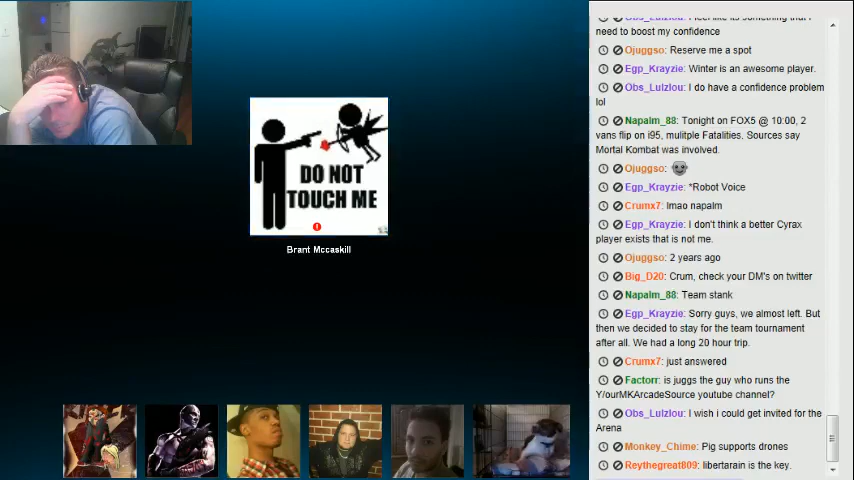 DO NOT
TOUCH ME
Brant Mccaskill
need to boost my confidence
Ojuggso: Reserve me a spot
Egp_Krayzie: Winter is an awesome player.
Obs_Lulzlou: I do have a confidence problem
lol
Napalm_88: Tonight on FOX5 @ 10:00, 2
vans flip on i95, mulitple Fatalities. Sources say
Mortal Kombat was involved.
Ojuggso:
Egp_Krayzie: *Robot Voice
Crumx7: lmao napalm
Egp_Krayzie: I don't think a better Cyrax
player exists that is not me.
Ojuggso: 2 years ago
Big_D20: Crum, check your DM's on twitter
Napalm_88: Team stank
Egp_Krayzie: Sorry guys, we almost left. But
then we decided to stay for the team tournament
after all. We had a long 20 hour trip.
Crumx7: just answered
Factorr: is juggs the guy who runs the
Y/ourMKArcadeSource youtube channel?
Obs_Lulzlou: I wish i could get invited for the
Arena
Monkey_Chime: Pig supports drones
Reythegreat809: libertarain is the key.